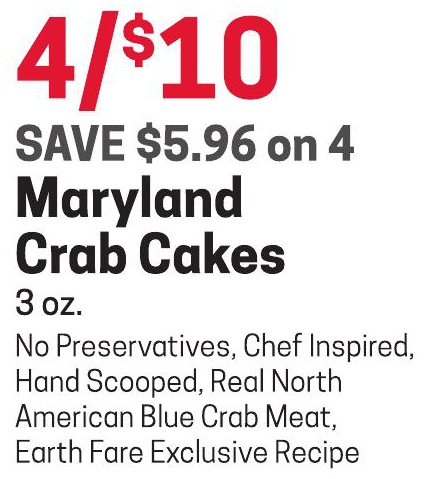 4/$10
SAVE $5.96 on 4
Maryland
Crab Cakes
3 oz.
No Preservatives, Chef Inspired,
Hand Scooped, Real North
American Blue Crab Meat,
Earth Fare Exclusive Recipe